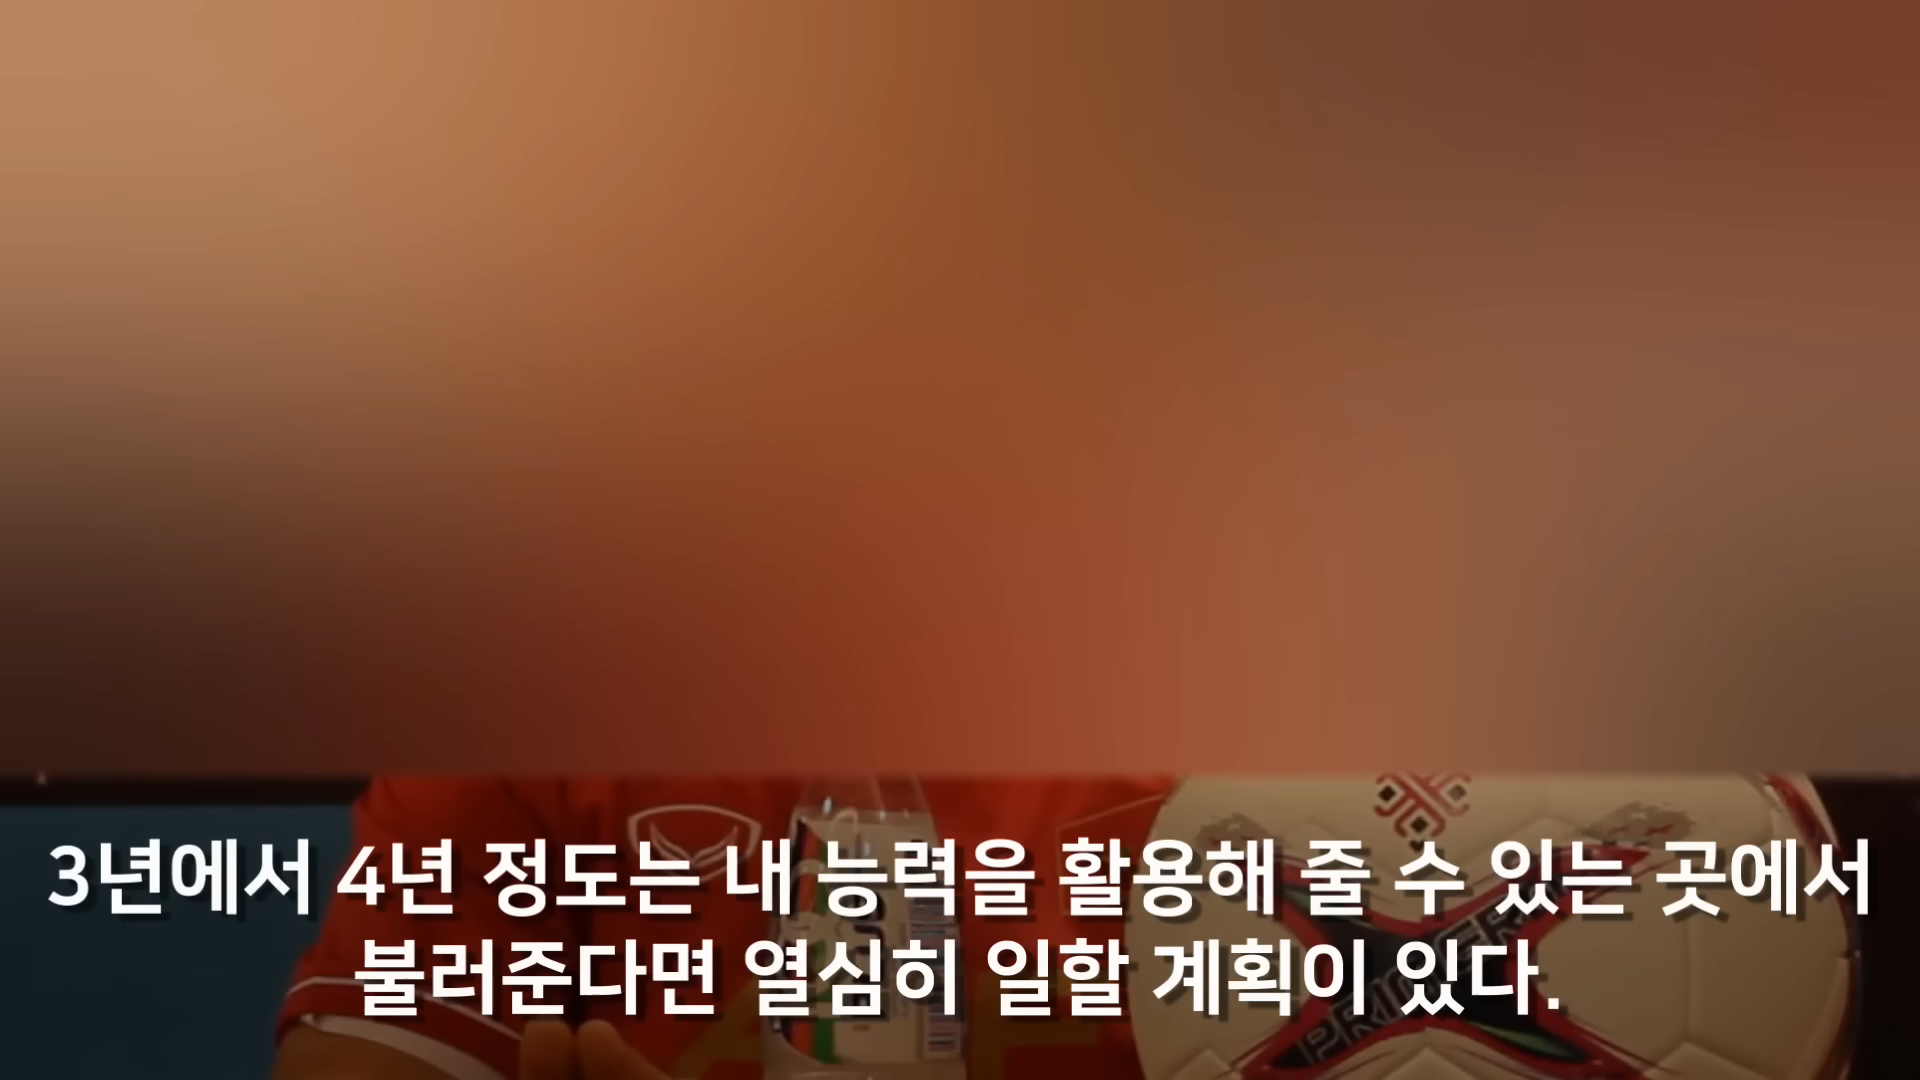 3년에서 4년 정도는 내 능력을 활용해 줄 수 있는 곳에서
불러준다면 열심히 일할 계획이 있다.